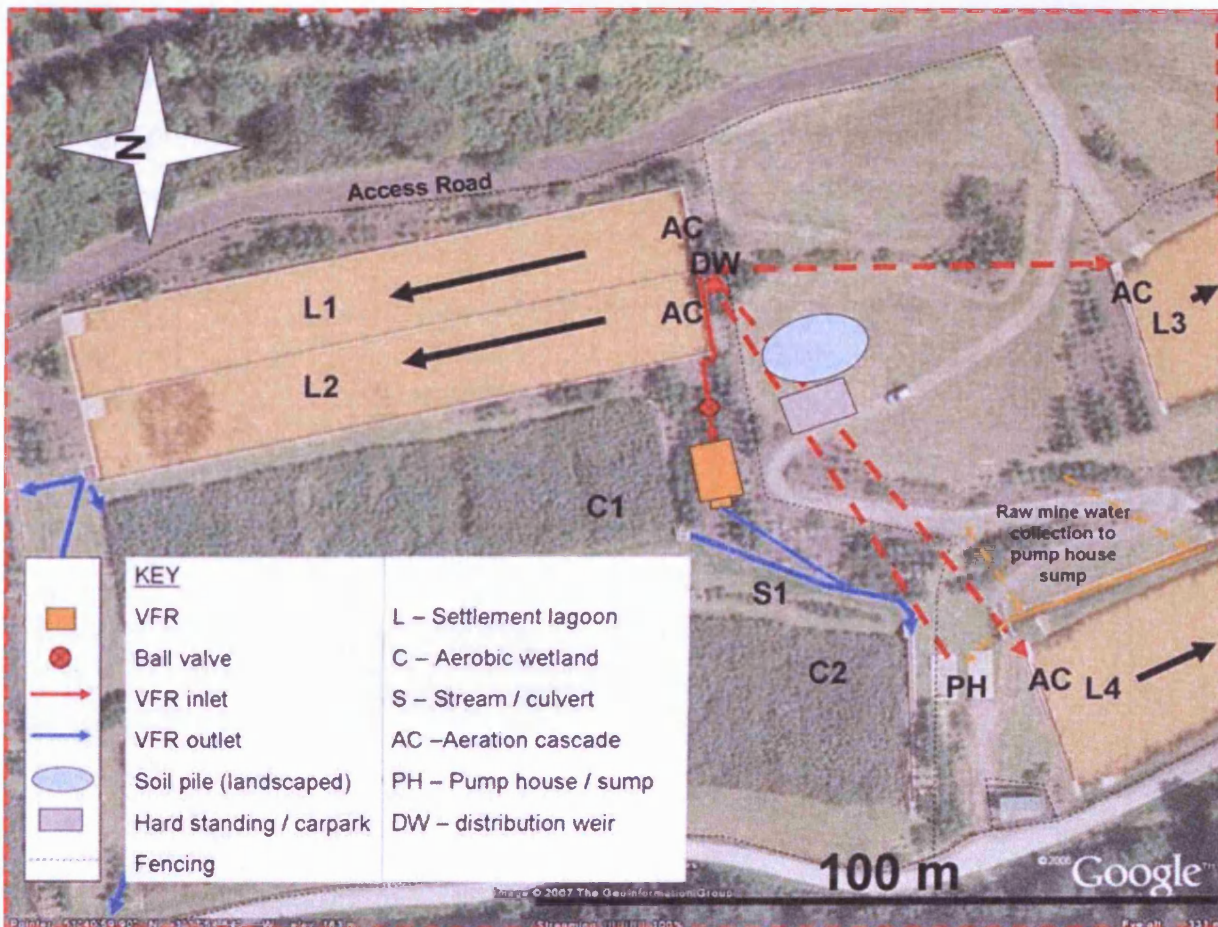 N
Access Road
AC
DW
AC
L1
L2
AC
L3
C1
Raw mine water
collection to
pump house
sump
S1
C2
PH
AC
L4
KEY
VFR
L – Settlement lagoon
Ball valve
C – Aerobic wetland
VFR inlet
S – Stream / culvert
VFR outlet
AC –Aeration cascade
Soil pile (landscaped)
PH – Pump house / sump
Hard standing / carpark
DW – distribution weir
Fencing
100 m
Google
Image © 2007 The GeoInformation Group